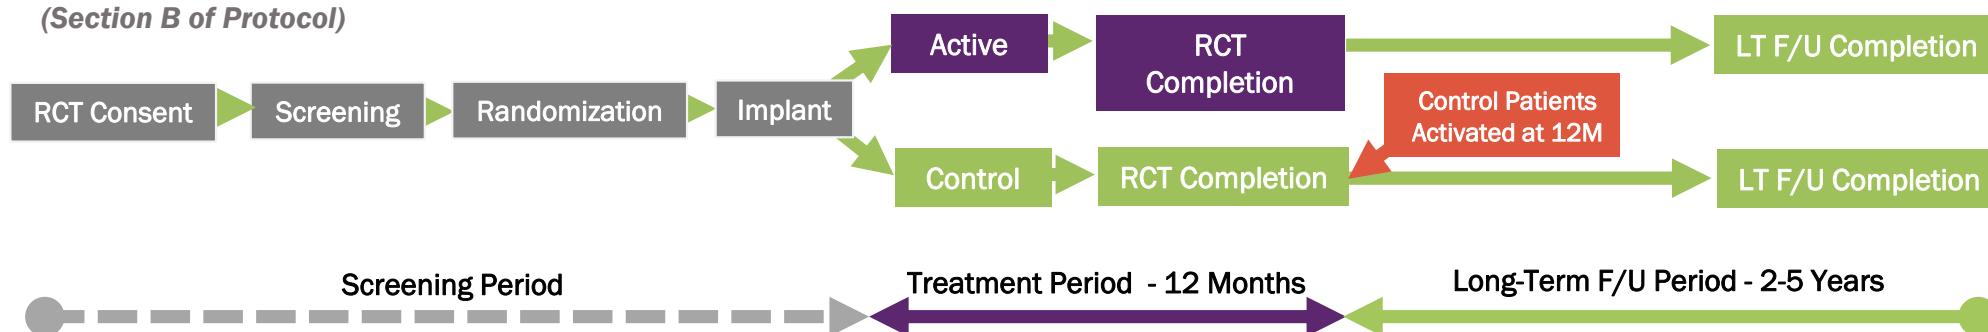 (Section B of Protocol)
RCT Consent
Screening
Randomization
Implant
Active
RCT
Completion
LT F/U Completion
Control Patients
Activated at 12M
Control
RCT Completion
LT F/U Completion
Screening Period
Treatment Period - 12 Months
Long-Term F/U Period - 2-5 Years